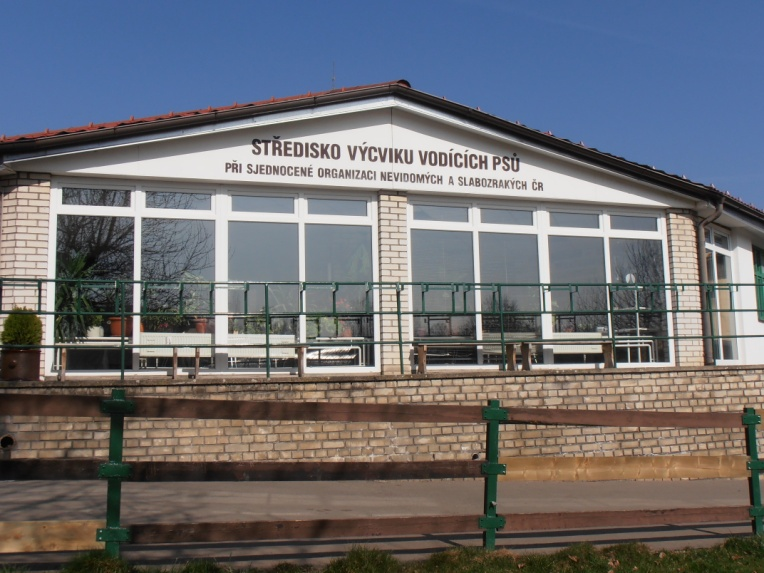 STŘEDISKO VÝCVIKU VODÍCÍCH PSŮ
PŘI SJEDNOCENÉ ORGANIZACI NEVIDOMÝCH A SLABOZRAKÝCH ČR